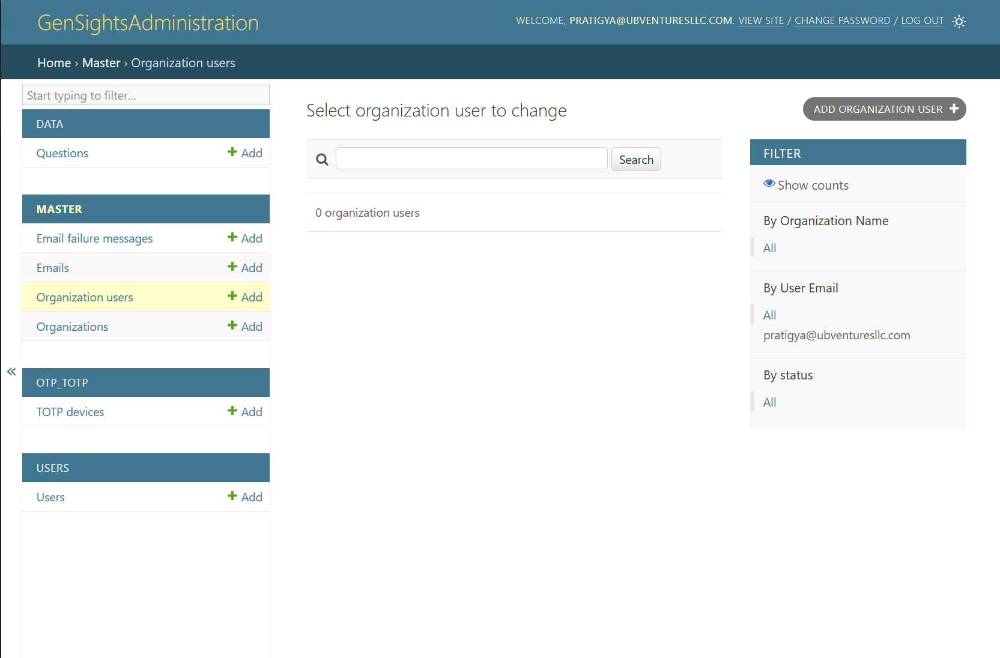 GenSightsAdministration
WELCOME, PRATIGYA@UBVENTURESLLC.COM. VIEW SITE / CHANGE PASSWORD / LOG OUT
Home › Master › Organization users
Start typing to filter...
DATA
Questions Add
MASTER
Email failure messages Add
Emails Add
Organization users Add
Organizations Add
«
OTP_TOTP
TOTP devices Add
USERS
Users Add
Select organization user to change
ADD ORGANIZATION USER
Search
0 organization users
FILTER
Show counts
By Organization Name
All
By User Email
All
pratigya@ubventuresllc.com
By status
All